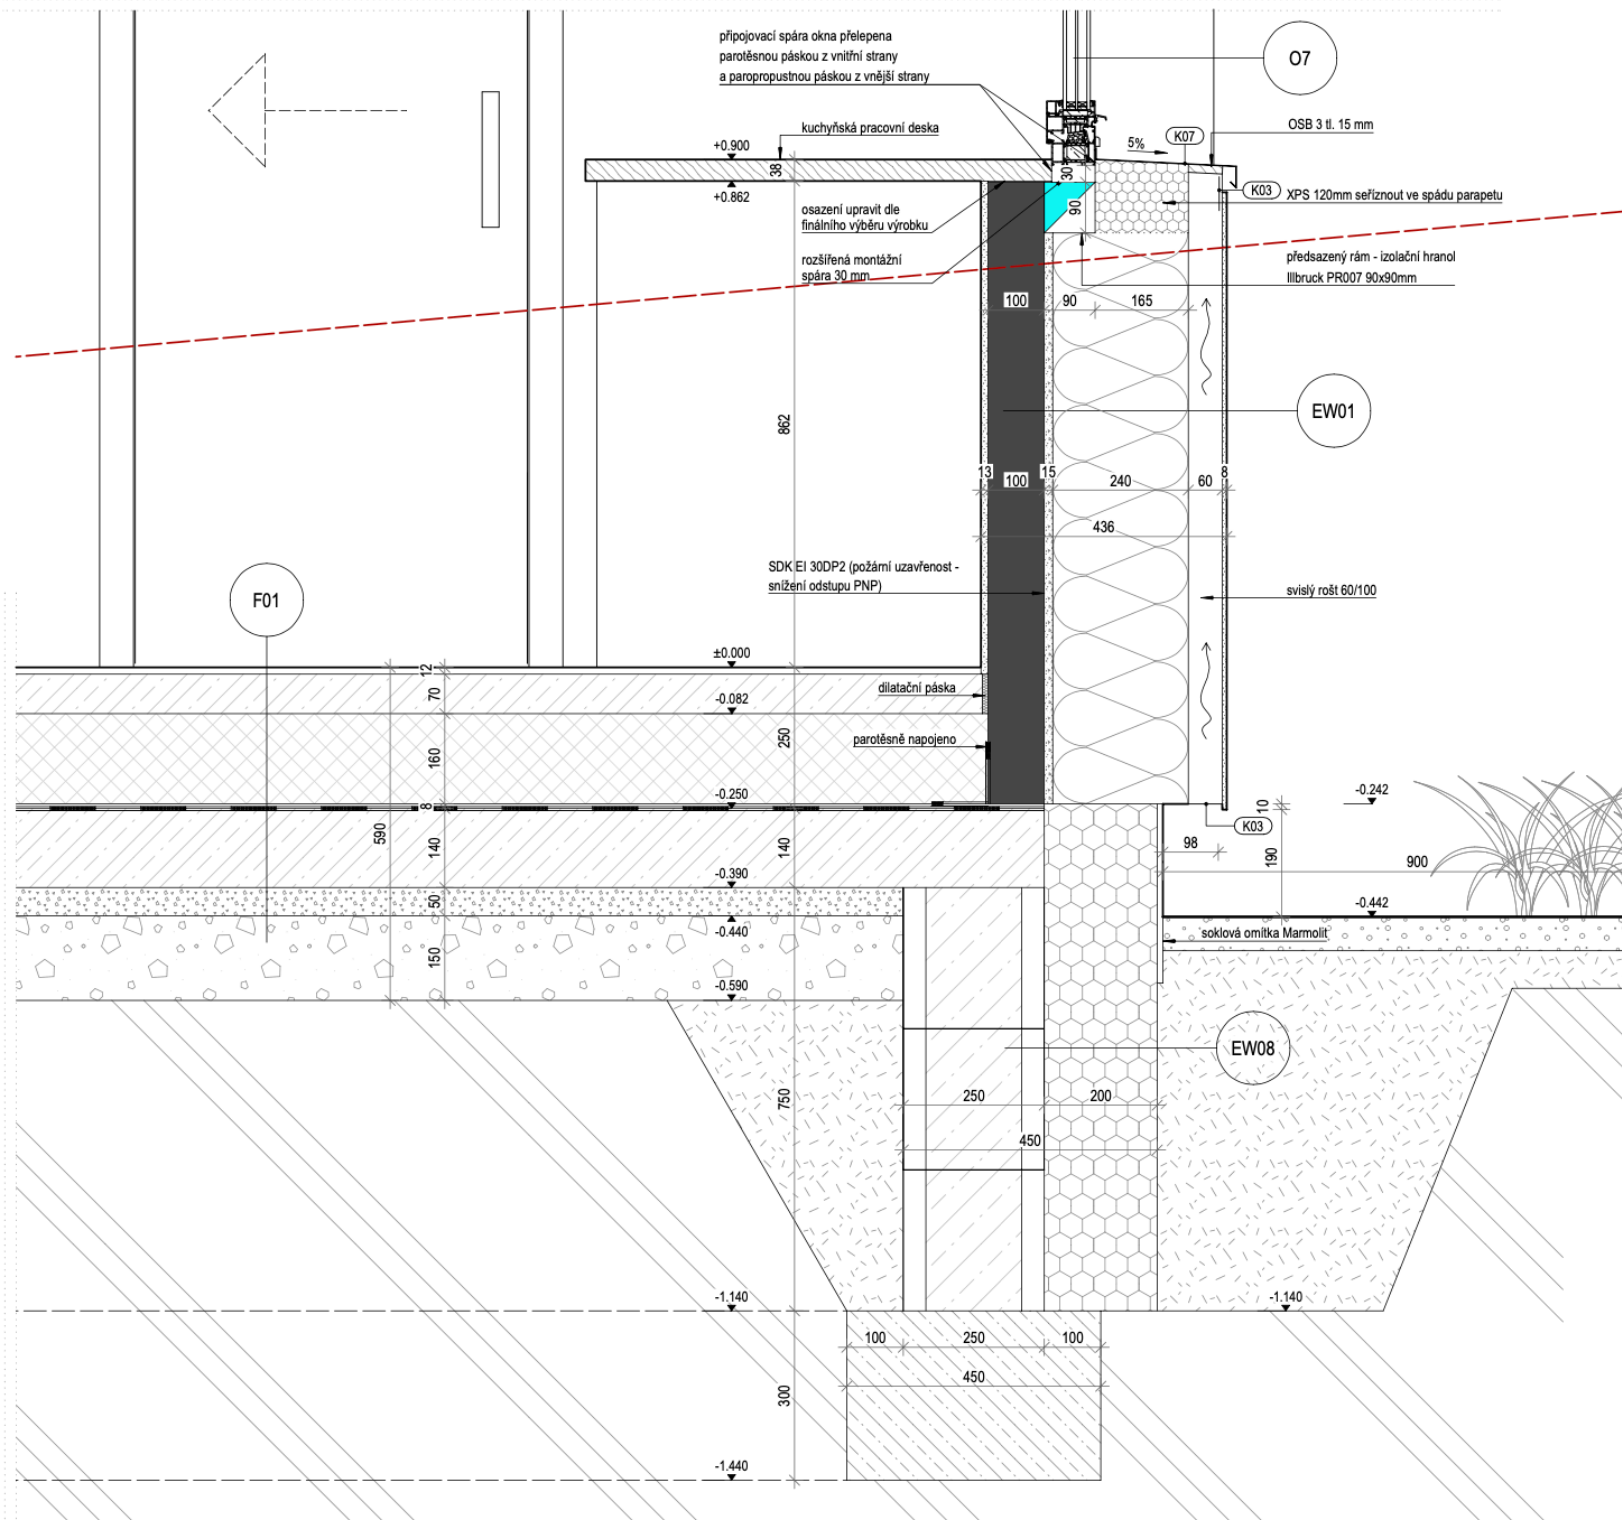 připojovací spára okna přelepena
parotěsnou páskou z vnitřní strany
a paropropustnou páskou z vnější strany
O7
OSB 3 tl. 15 mm
kuchyňská pracovní deska
5%
K07
+0.900
38
+0.862
30
90
K03
XPS 120mm seříznout ve spádu parapetu
osazení upravit dle
finálního výběru výrobku
rozšířená montážní
spára 30 mm
předsazený rám - izolační hranol
Illbruck PR007 90x90mm
100
90
165
862
EW01
13
100
15
240
60
8
436
SDK EI 30DP2 (požární uzavřenost -
snížení odstupu PNP)
svislý rošt 60/100
F01
±0.000
12
70
dilatační páska
-0.082
250
160
parotěsně napojeno
-0.250
8
-0.242
10
K03
590
140
140
98
190
900
-0.390
50
-0.442
-0.440
soklová omítka Marmolit
150
-0.590
EW08
750
250
200
450
-1.140
-1.140
100
250
100
450
300
-1.440